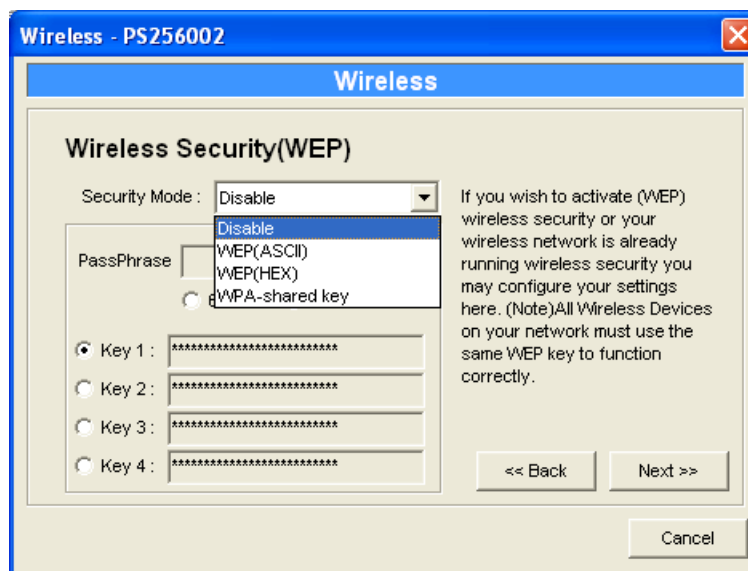 Wireless - PS256002
Wireless
Wireless Security(WEP)
Security Mode : Disable
Disable
WEP(ASCII)
WEP(HEX)
WPA-shared key
PassPhrase
Key 1 : **************************
Key 2 : **************************
Key 3 : **************************
Key 4 : **************************
If you wish to activate (WEP)
wireless security or your
wireless network is already
running wireless security you
may configure your settings
here. (Note)All Wireless Devices
on your network must use the
same WEP key to function
correctly.
<< Back
Next >>
Cancel